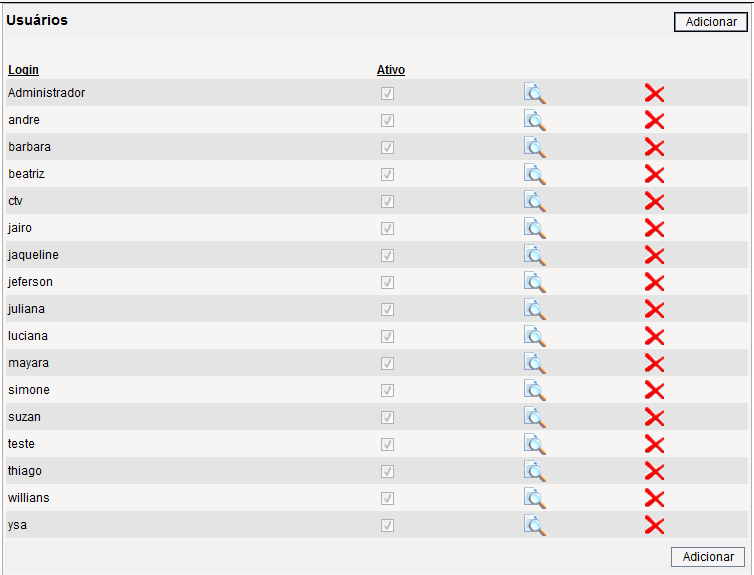 Usuários
Adicionar
Login Ativo
Administrador
andre
barbara
beatriz
ctv
jairo
jaqueline
jeferson
juliana
luciana
mayara
simone
suzan
teste
thiago
willians
ysa
Adicionar